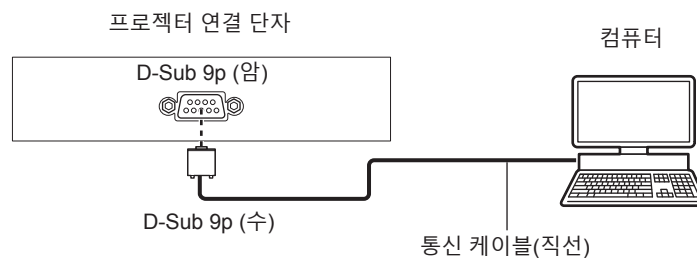 프로젝터 연결 단자
컴퓨터
D-Sub 9p (암)
D-Sub 9p (수)
통신 케이블(직선)